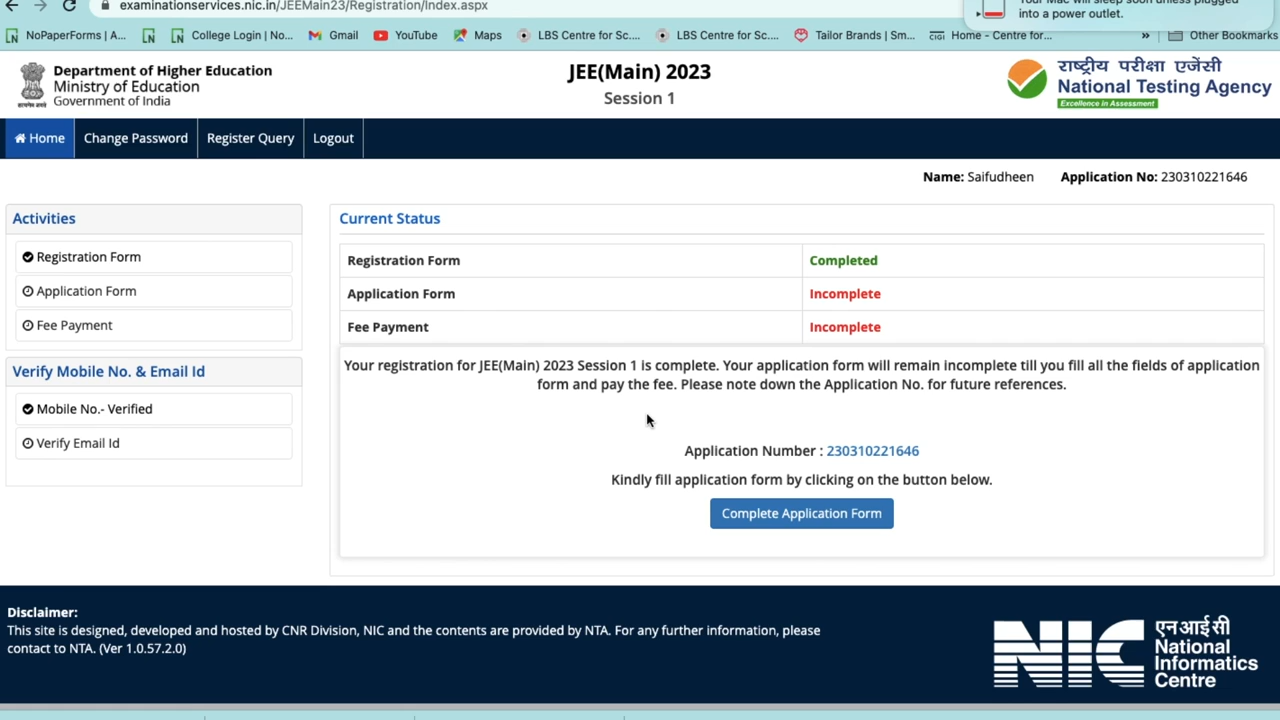 examinationservices.nic.in/JEEMain23/Registration/Index.aspx
Your Mac will sleep soon unless plugged
into a power outlet.
NoPaperForms | A...
College Login | No...
Gmail
YouTube
Maps
LBS Centre for Sc....
LBS Centre for Sc....
Tailor Brands | Sm...
CIGI
Home - Centre for...
»
Other Bookmarks
Department of Higher Education
Ministry of Education
Government of India
JEE(Main) 2023
Session 1
राष्ट्रीय परीक्षा एजेंसी
National Testing Agency
Excellence in Assessment
Home
Change Password
Register Query
Logout
Name: Saifudheen
Application No: 230310221646
Activities
Registration Form
Application Form
Fee Payment
Verify Mobile No. & Email Id
Mobile No.- Verified
Verify Email Id
Current Status
Registration Form Completed
Application Form Incomplete
Fee Payment Incomplete
Your registration for JEE(Main) 2023 Session 1 is complete. Your application form will remain incomplete till you fill all the fields of application
form and pay the fee. Please note down the Application No. for future references.
Application Number : 230310221646
Kindly fill application form by clicking on the button below.
Complete Application Form
Disclaimer:
This site is designed, developed and hosted by CNR Division, NIC and the contents are provided by NTA. For any further information, please
contact to NTA. (Ver 1.0.57.2.0)
NIC
एन आई सी
National
Informatics
Centre